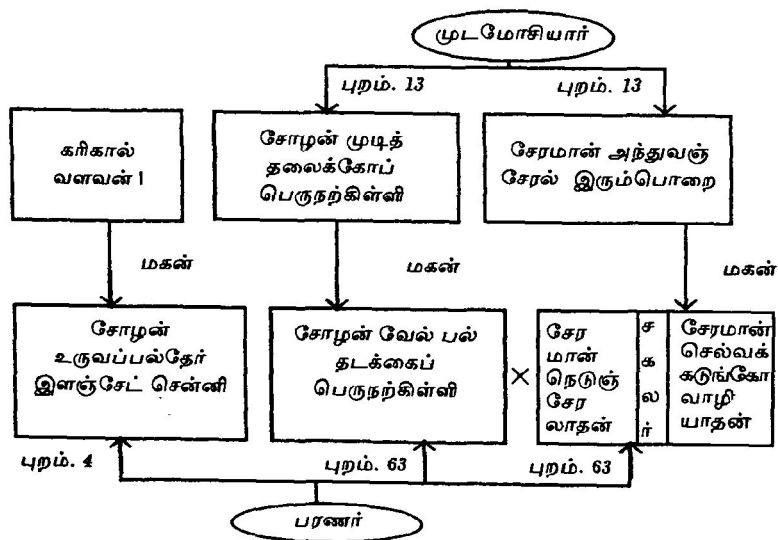 முடமோசியார்
புறம். 13
புறம். 13
கரிகால்
வளவன் I
சோழன் முடித்
தலைக்கோப்
பெருநற்கிள்ளி
சேரமான் அந்துவஞ்
சேரல் இரும்பொறை
மகன்
மகன்
மகன்
சோழன்
உருவப்பல்தேர்
இளஞ்சேட் சென்னி
சோழன் வேல் பல்
தடக்கைப்
பெருநற்கிள்ளி
×
சேர
மான்
நெடுஞ்
சேர
லாதன்
ச
க
ல
ர்
சேரமான்
செல்வக்
கடுங்கோ
வாழி
யாதன்
புறம். 4
புறம். 63
புறம். 63
பரணர்